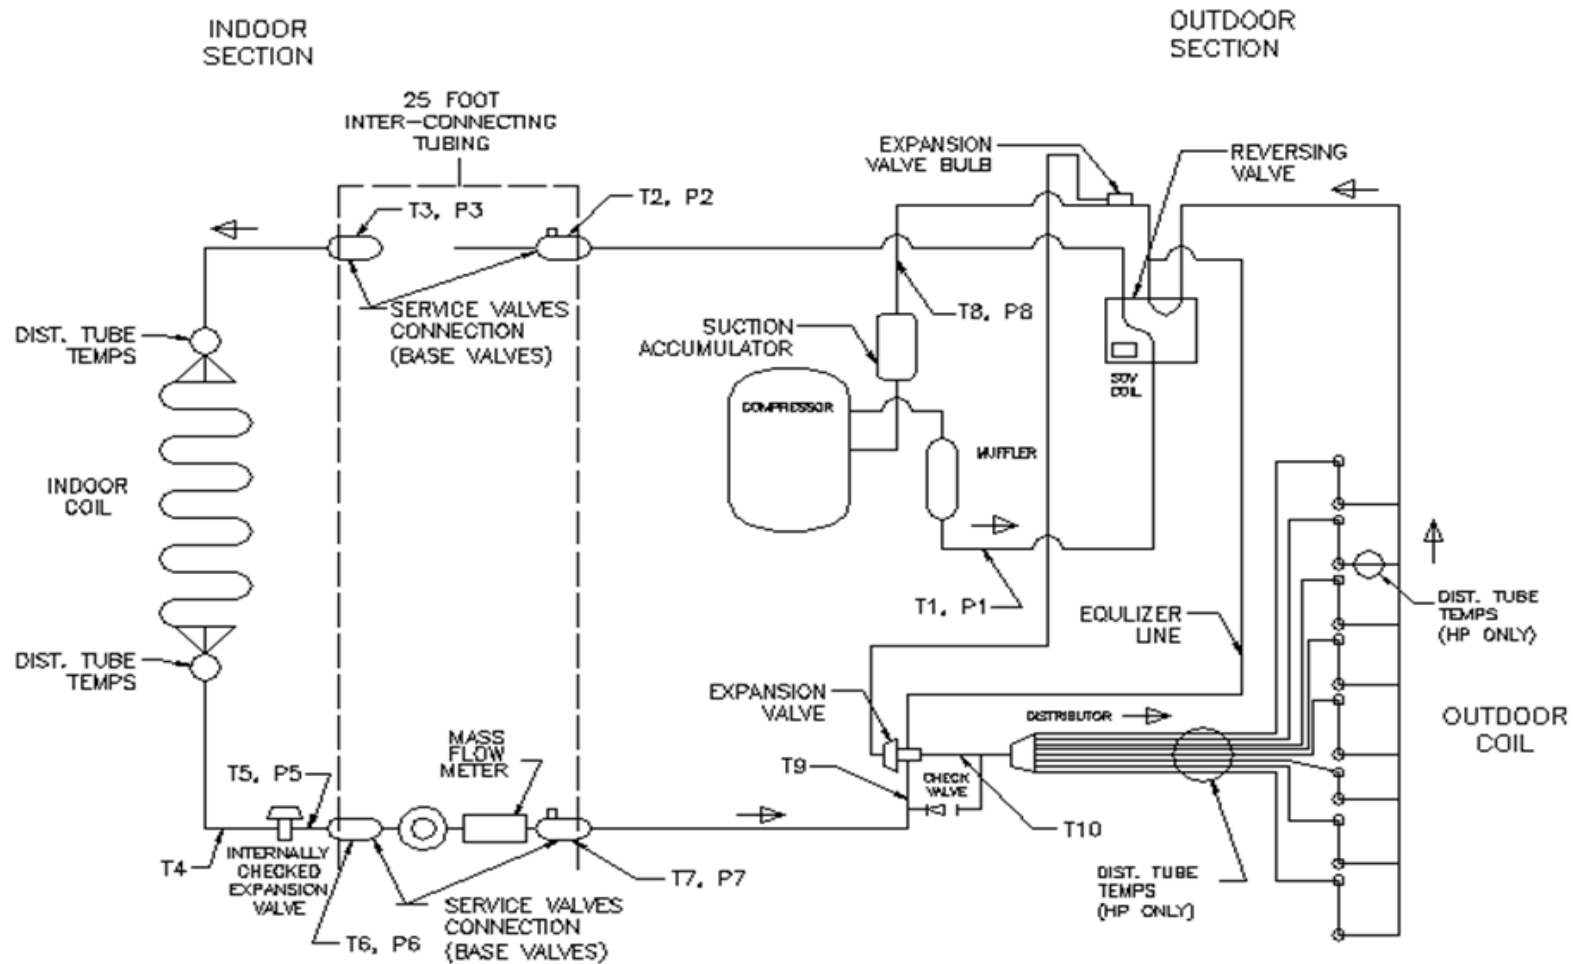 INDOOR
SECTION
OUTDOOR
SECTION
25 FOOT
INTER-CONNECTING
TUBING
EXPANSION
VALVE BULB
REVERSING
VALVE
T3, P3
T2, P2
SERVICE VALVES
CONNECTION
(BASE VALVES)
DIST. TUBE
TEMPS
SUCTION
ACCUMULATOR
T8, P8
SOV
COIL
COMPRESSOR
MUFFLER
INDOOR
COIL
T1, P1
EQULIZER
LINE
DIST. TUBE
TEMPS
(HP ONLY)
DIST. TUBE
TEMPS
EXPANSION
VALVE
DISTRIBUTOR
OUTDOOR
COIL
MASS
FLOW
METER
T5, P5
T9
CHECK
VALVE
T10
T4
INTERNALLY
CHECKED
EXPANSION
VALVE
T7, P7
DIST. TUBE
TEMPS
(HP ONLY)
T6, P6
SERVICE VALVES
CONNECTION
(BASE VALVES)